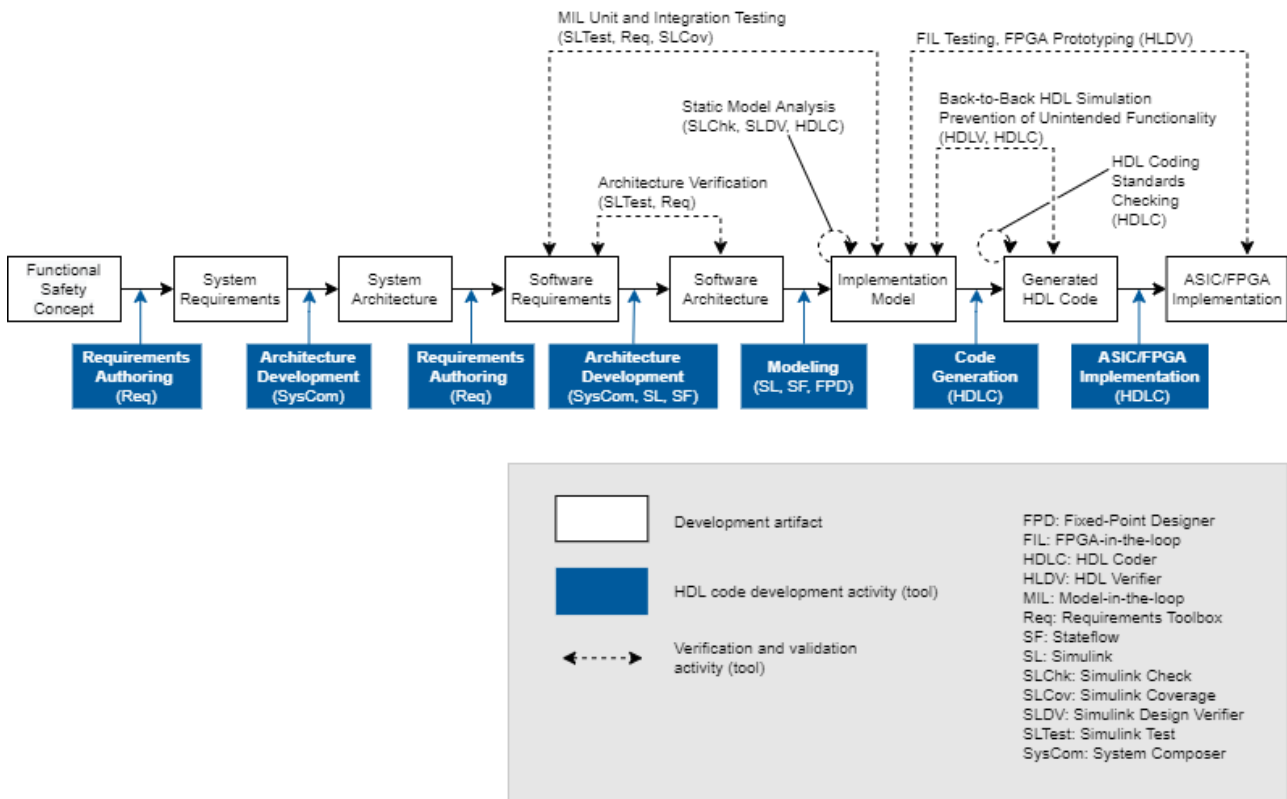 MIL Unit and Integration Testing
(SLTest, Req, SLCov)
FIL Testing, FPGA Prototyping (HLDV)
Static Model Analysis
(SLChk, SLDV, HDLC)
Back-to-Back HDL Simulation
Prevention of Unintended Functionality
(HDLV, HDLC)
HDL Coding
Standards
Checking
(HDLC)
Architecture Verification
(SLTest, Req)
Functional
Safety
Concept
System
Requirements
System
Architecture
Software
Requirements
Software
Architecture
Implementation
Model
Generated
HDL Code
ASIC/FPGA
Implementation
Requirements
Authoring
(Req)
Architecture
Development
(SysCom)
Requirements
Authoring
(Req)
Architecture
Development
(SysCom, SL, SF)
Modeling
(SL, SF, FPD)
Code
Generation
(HDLC)
ASIC/FPGA
Implementation
(HDLC)
Development artifact
HDL code development activity (tool)
Verification and validation
activity (tool)
FPD: Fixed-Point Designer
FIL: FPGA-in-the-loop
HDLC: HDL Coder
HLDV: HDL Verifier
MIL: Model-in-the-loop
Req: Requirements Toolbox
SF: Stateflow
SL: Simulink
SLChk: Simulink Check
SLCov: Simulink Coverage
SLDV: Simulink Design Verifier
SLTest: Simulink Test
SysCom: System Composer